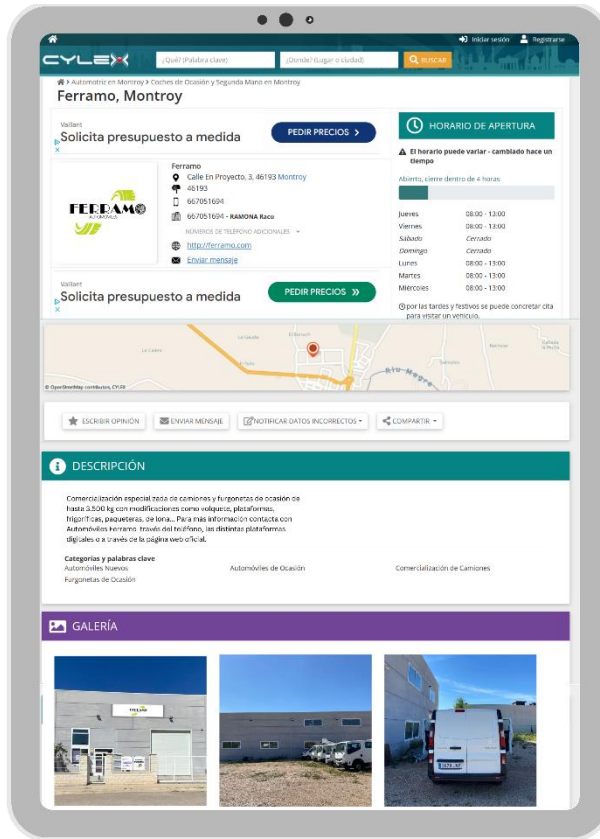 Iniciar sesión Registrarse
CYLEX ¿Qué? (Palabra clave) ¿Dónde? (Lugar o ciudad) BUSCAR
Automotriz en Montroy > Coches de Ocasión y Segunda Mano en Montroy
Ferramo, Montroy
Vaillant
Solicita presupuesto a medida
PEDIR PRECIOS
FERRAMO
AUTOMÓVILES
Ferramo
Calle En Proyecto, 3, 46193 Montroy
46193
667051694
667051694 - RAMONA Racu
NÚMEROS DE TELÉFONO ADICIONALES
http://ferramo.com
Enviar mensaje
Vaillant
Solicita presupuesto a medida
PEDIR PRECIOS
HORARIO DE APERTURA
El horario puede variar - cambiado hace un
tiempo
Abierto, cierre dentro de 4 horas
Jueves 08:00 - 13:00
Viernes 08:00 - 13:00
Sábado Cerrado
Domingo Cerrado
Lunes 08:00 - 13:00
Martes 08:00 - 13:00
Miércoles 08:00 - 13:00
por las tardes y festivos se puede concretar cita
para visitar un vehículo.
Riu Magre
© OpenStreetMap contributors, CYLEX
ESCRIBIR OPINIÓN ENVIAR MENSAJE NOTIFICAR DATOS INCORRECTOS COMPARTIR
DESCRIPCIÓN
Comercialización especializada de camiones y furgonetas de ocasión de
hasta 3.500 kg con modificaciones como volquete, plataformas,
frigoríficas, paqueteras, de lona... Para más información contacta con
Automóviles Ferramo través del teléfono, las distintas plataformas
digitales o a través de la página web oficial.
Categorías y palabras clave
Automóviles Nuevos Automóviles de Ocasión Comercialización de Camiones
Furgonetas de Ocasión
GALERÍA
FERRAMO